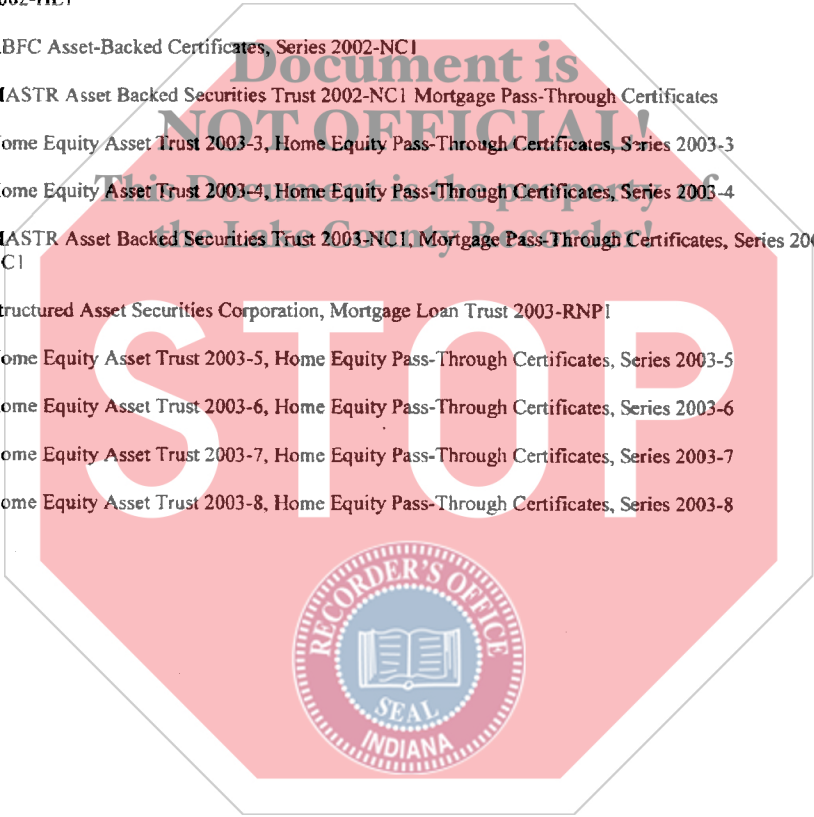 002-HE1
ABFC Asset-Backed Certificates, Series 2002-NC1
Document is
MASTR Asset Backed Securities Trust 2002-NC1 Mortgage Pass-Through Certificates
NOT OFFICIAL!
ome Equity Asset Trust 2003-3, Home Equity Pass-Through Certificates, Series 2003-3
This Document is the property of
ome Equity Asset Trust 2003-4, Home Equity Pass-Through Certificates, Series 2003-4
the Lake County Recorder!
MASTR Asset Backed Securities Trust 2003-NC1, Mortgage Pass-Through Certificates, Series 200
C1
tructured Asset Securities Corporation, Mortgage Loan Trust 2003-RNP1
ome Equity Asset Trust 2003-5, Home Equity Pass-Through Certificates, Series 2003-5
ome Equity Asset Trust 2003-6, Home Equity Pass-Through Certificates, Series 2003-6
STOP
ome Equity Asset Trust 2003-7, Home Equity Pass-Through Certificates, Series 2003-7
ome Equity Asset Trust 2003-8, Home Equity Pass-Through Certificates, Series 2003-8
RECORDER'S OFFICE
SEAL
INDIANA